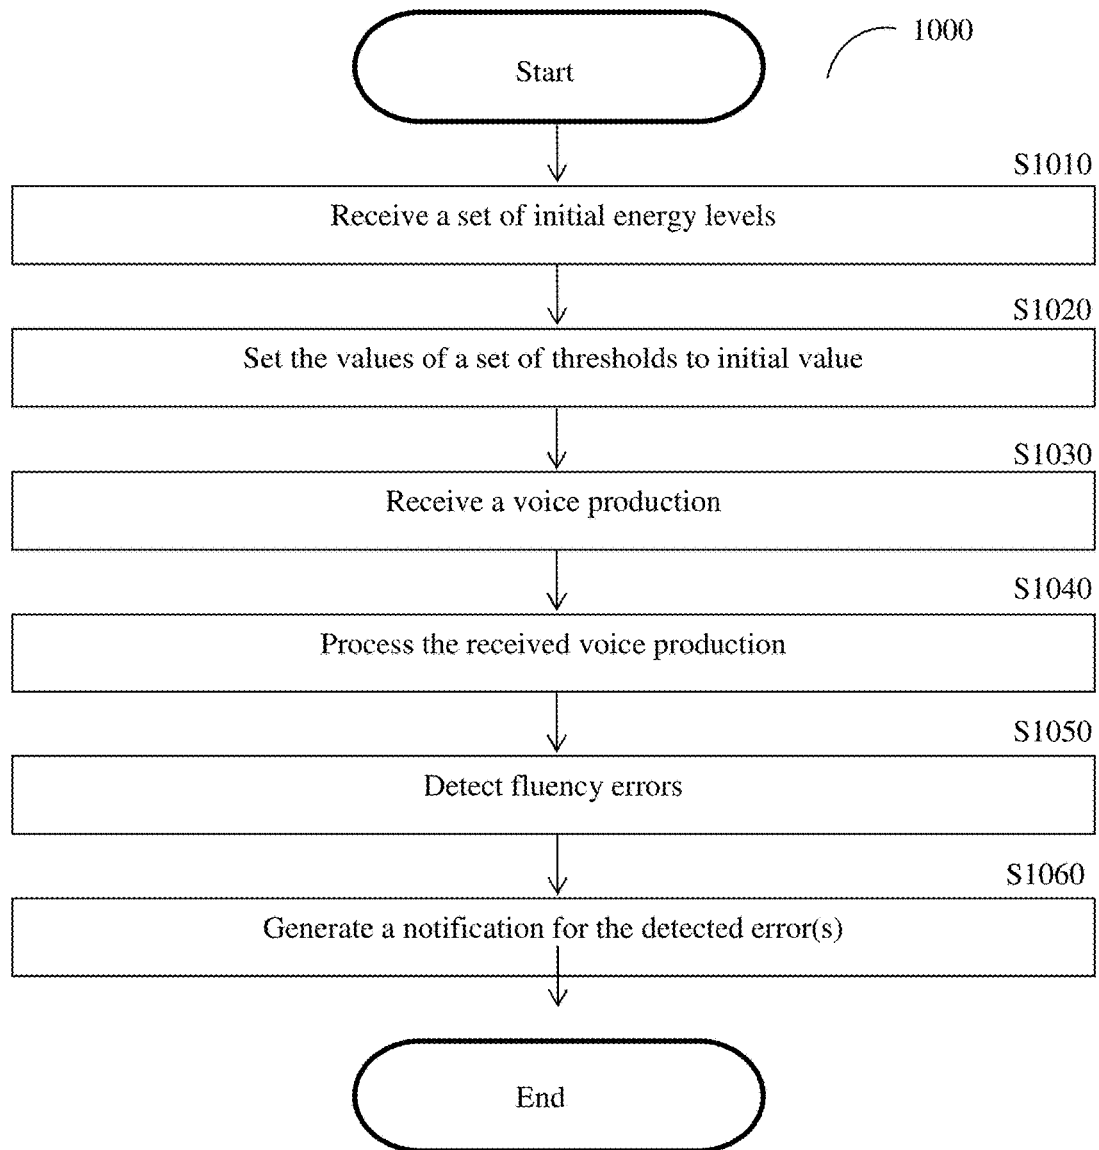 1000
Start
S1010
Receive a set of initial energy levels
S1020
Set the values of a set of thresholds to initial value
S1030
Receive a voice production
S1040
Process the received voice production
S1050
Detect fluency errors
S1060
Generate a notification for the detected error(s)
End